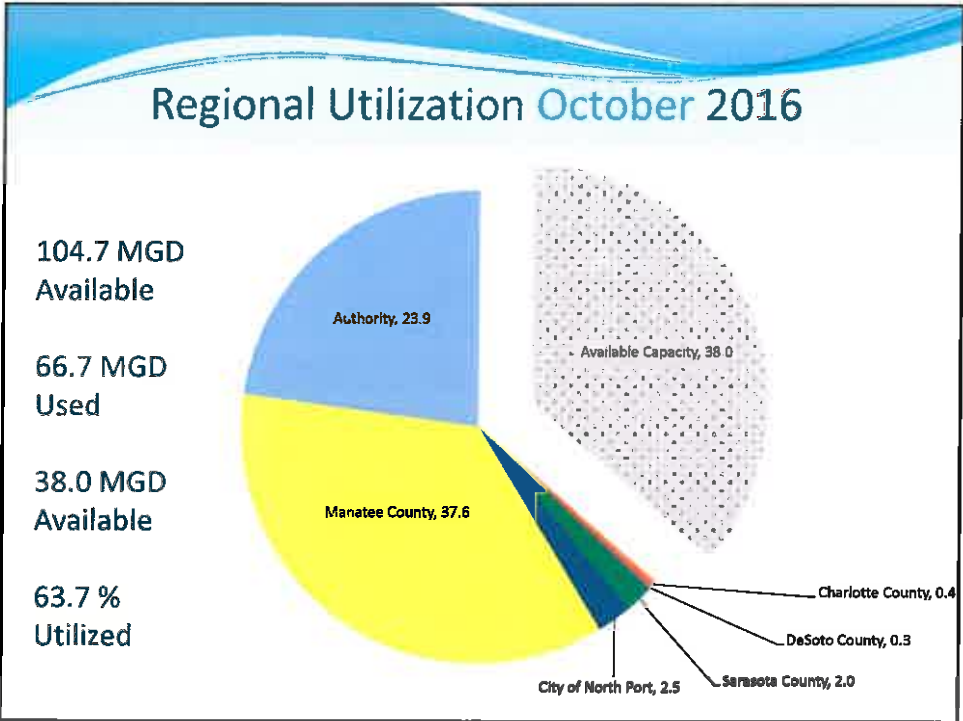 Regional Utilization October 2016
104.7 MGD
Available
66.7 MGD
Used
38.0 MGD
Available
63.7 %
Utilized
Authority, 23.9
Available Capacity, 38.0
Manatee County, 37.6
Charlotte County, 0.4
DeSoto County, 0.3
Sarasota County, 2.0
City of North Port, 2.5